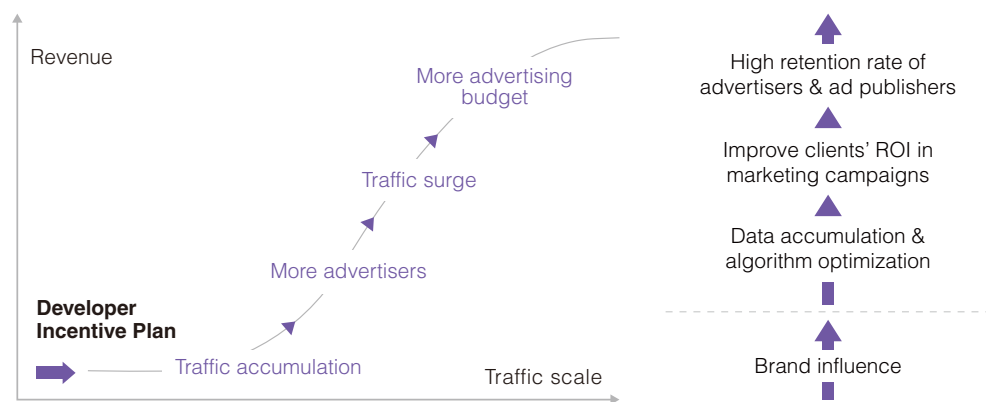 Revenue
More advertising
budget
Traffic surge
More advertisers
Developer
Incentive Plan
Traffic accumulation
Traffic scale
High retention rate of
advertisers & ad publishers
Improve clients’ ROI in
marketing campaigns
Data accumulation &
algorithm optimization
Brand influence